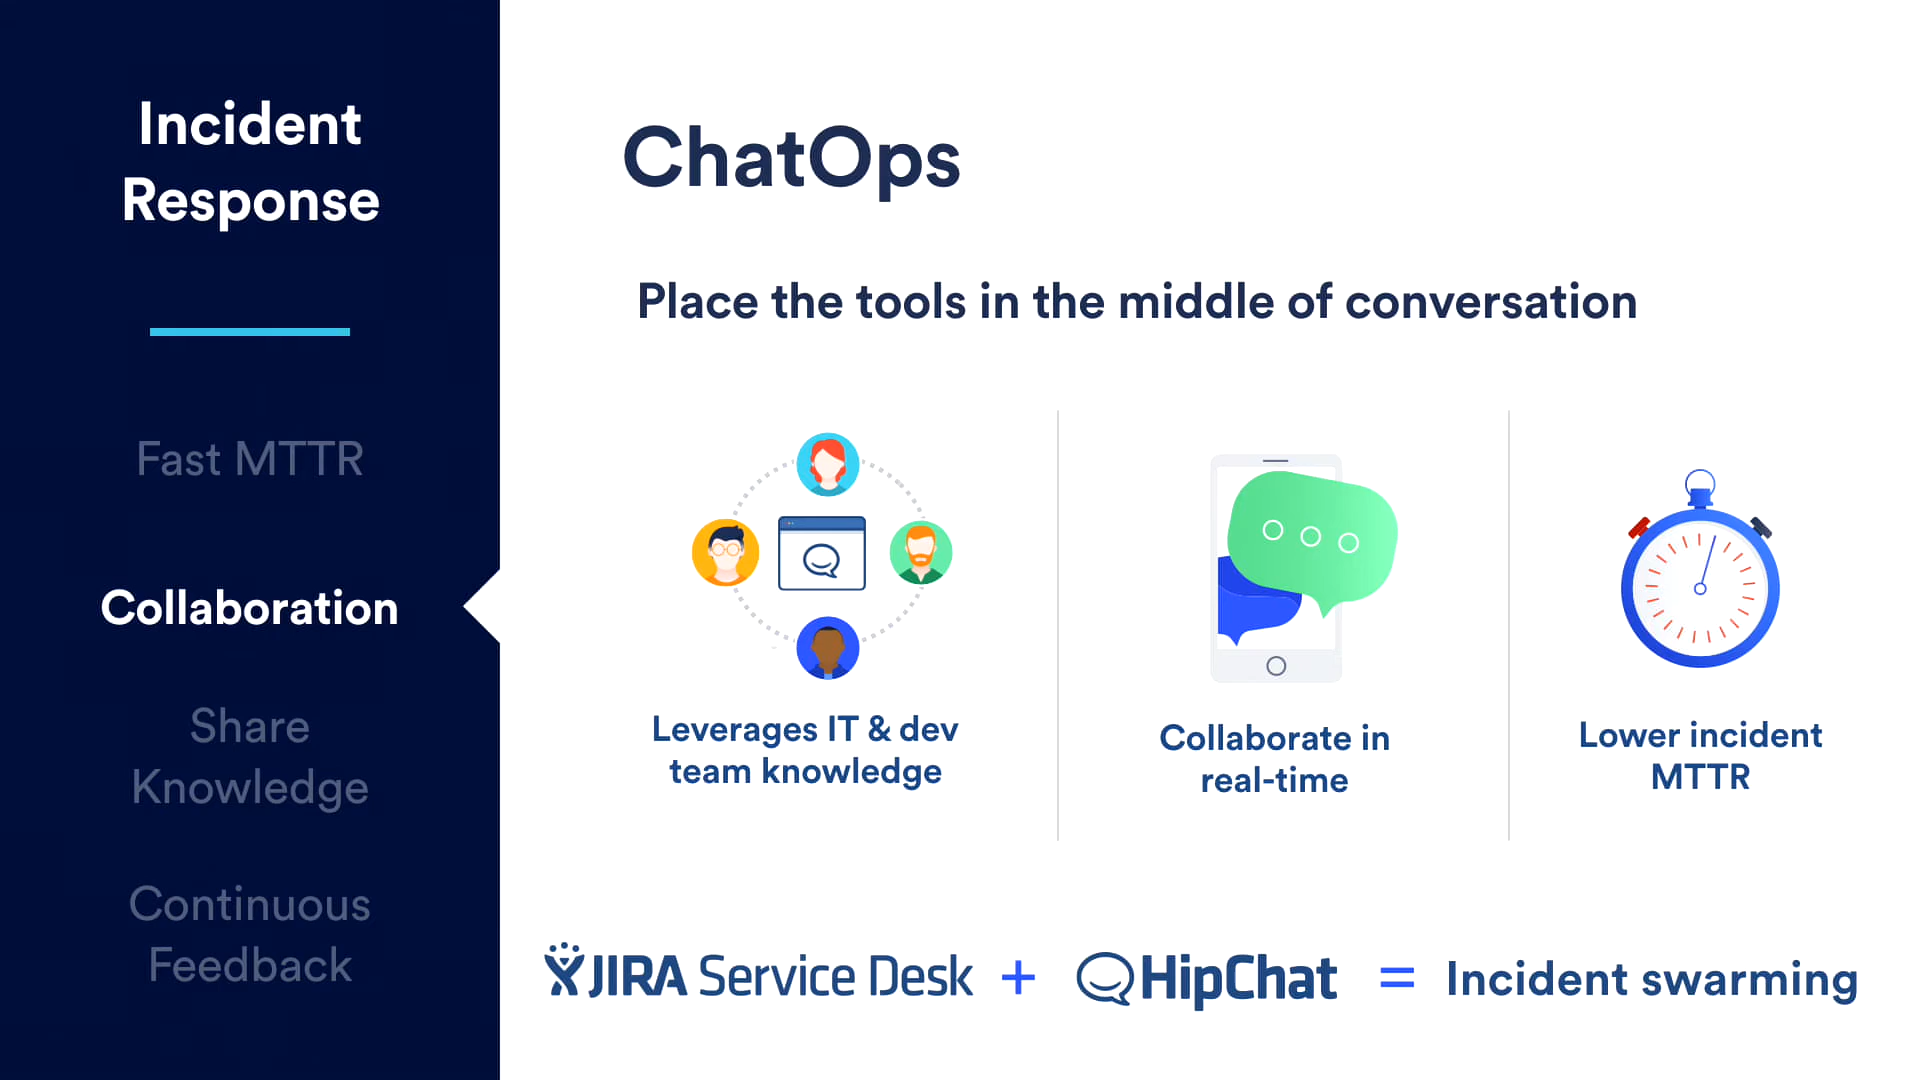 Incident
Response
Fast MTTR
Collaboration
Share
Knowledge
Continuous
Feedback
ChatOps
Place the tools in the middle of conversation
Leverages IT & dev
team knowledge
Collaborate in
real-time
Lower incident
MTTR
JIRA Service Desk + HipChat = Incident swarming